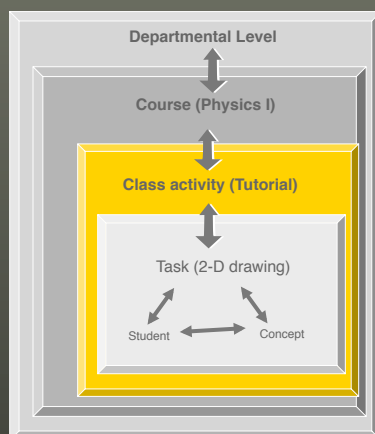 Departmental Level
Course (Physics I)
Class activity (Tutorial)
Task (2-D drawing)
Student
Concept